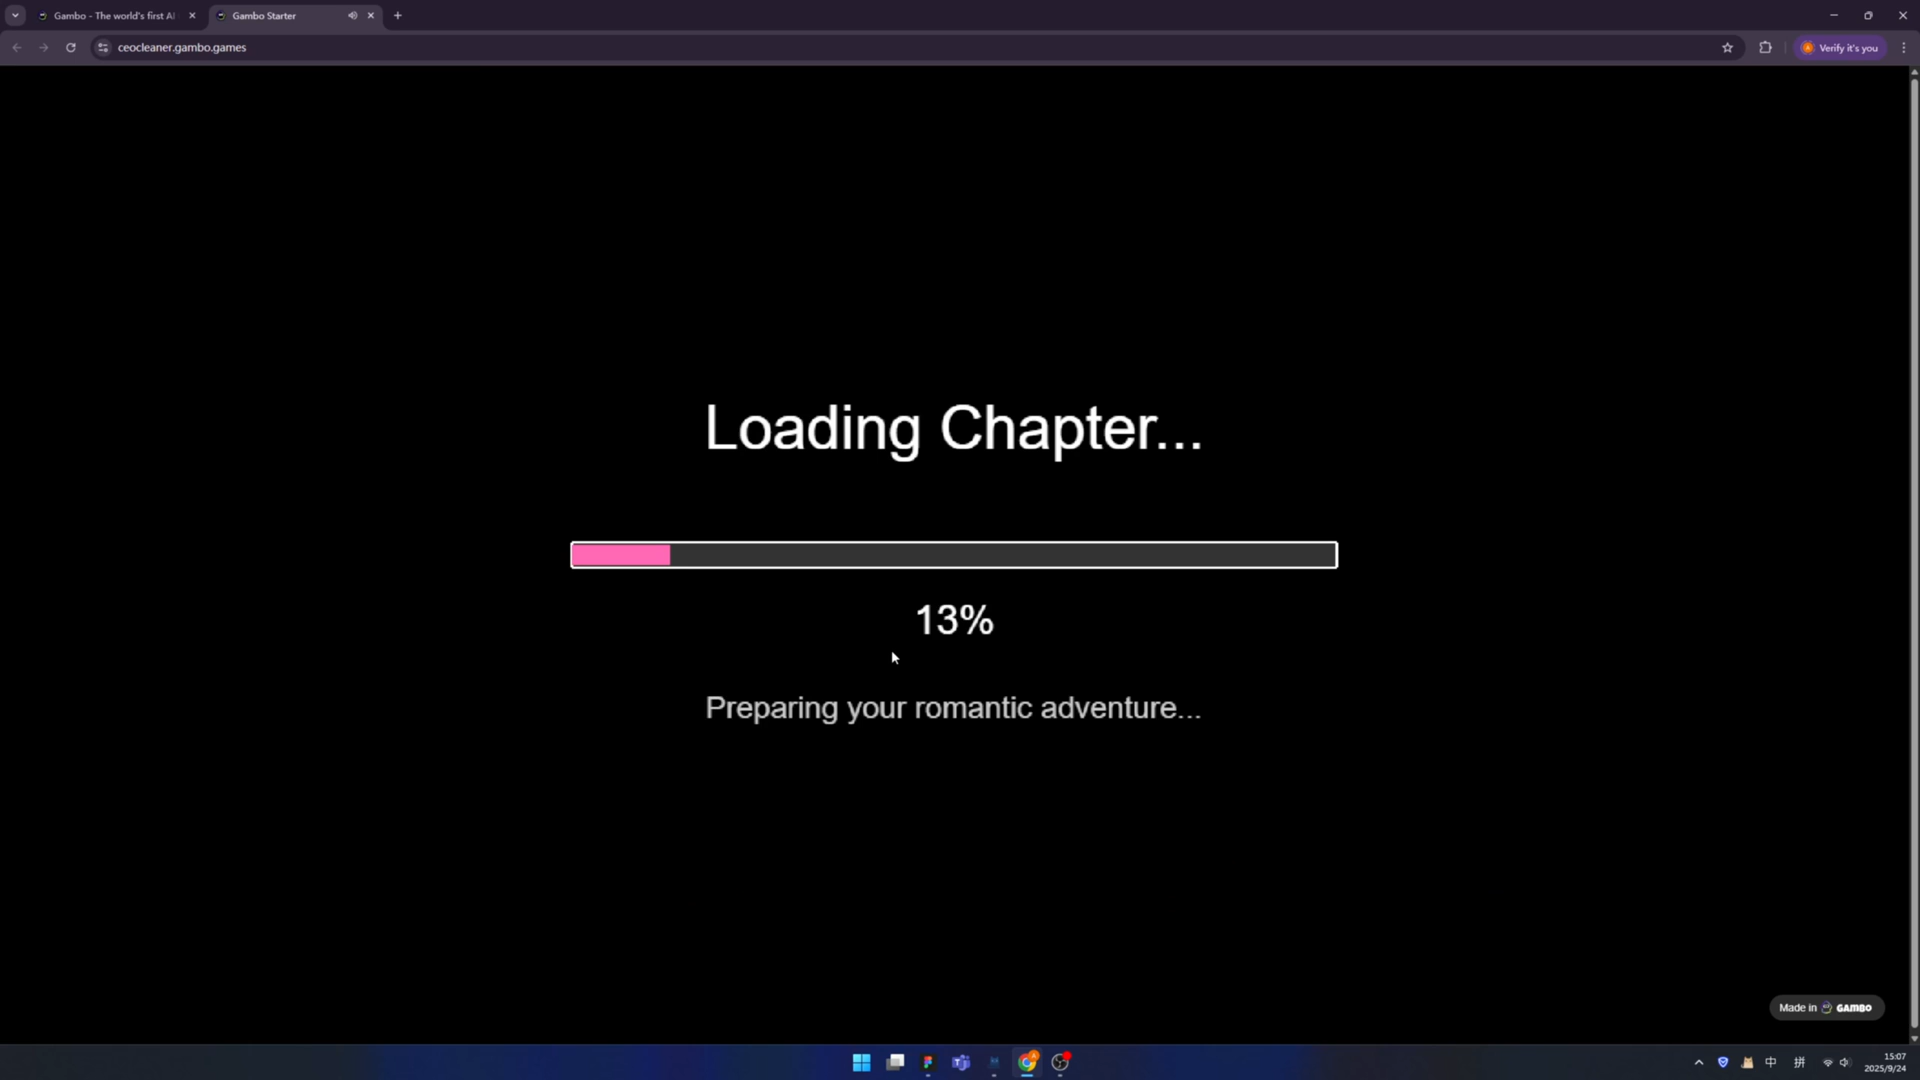 Gambo - The world's first AI
Gambo Starter
ceocleaner.gambo.games
Verify it's you
Loading Chapter...
13%
Preparing your romantic adventure...
Made in GAMBO
中
拼
15:07
2025/9/24